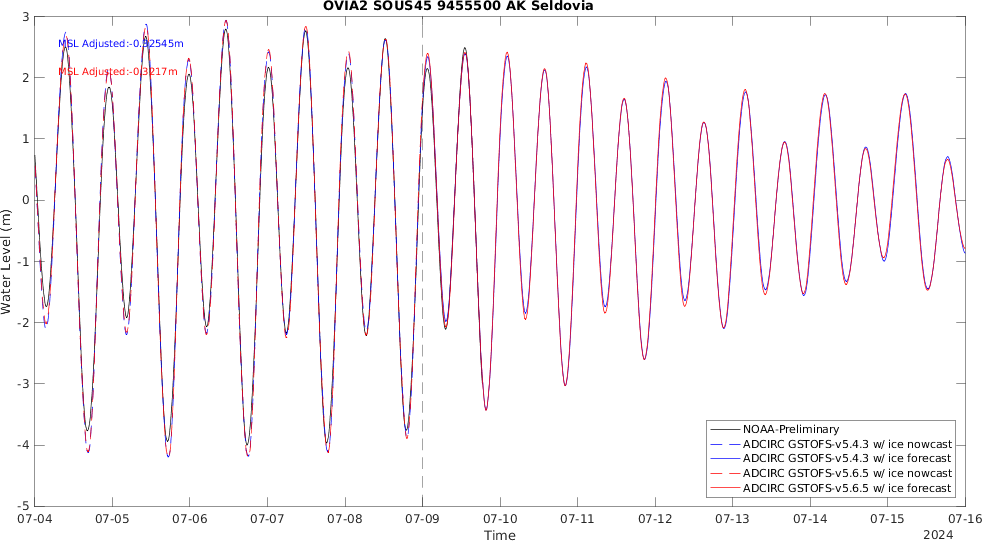 OVIA2 SOUS45 9455500 AK Seldovia
MSL Adjusted:-0.92545m
MSL Adjusted:-0.3217m
Water Level (m)
3
2
1
0
-1
-2
-3
-4
-5
NOAA-Preliminary
ADCIRC GSTOFS-v5.4.3 w/ ice nowcast
ADCIRC GSTOFS-v5.4.3 w/ ice forecast
ADCIRC GSTOFS-v5.6.5 w/ ice nowcast
ADCIRC GSTOFS-v5.6.5 w/ ice forecast
07-04 07-05 07-06 07-07 07-08 07-09 07-10 07-11 07-12 07-13 07-14 07-15 07-16
Time
2024